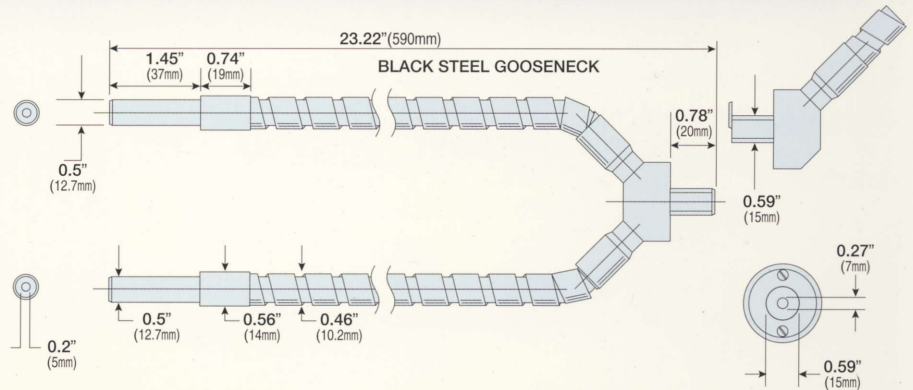 23.22"(590mm)
1.45"
(37mm)
0.74"
(19mm)
BLACK STEEL GOOSENECK
0.78"
(20mm)
0.5"
(12.7mm)
0.59"
(15mm)
0.27"
(7mm)
0.5"
(12.7mm)
0.56"
(14mm)
0.46"
(10.2mm)
0.2"
(5mm)
0.59"
(15mm)